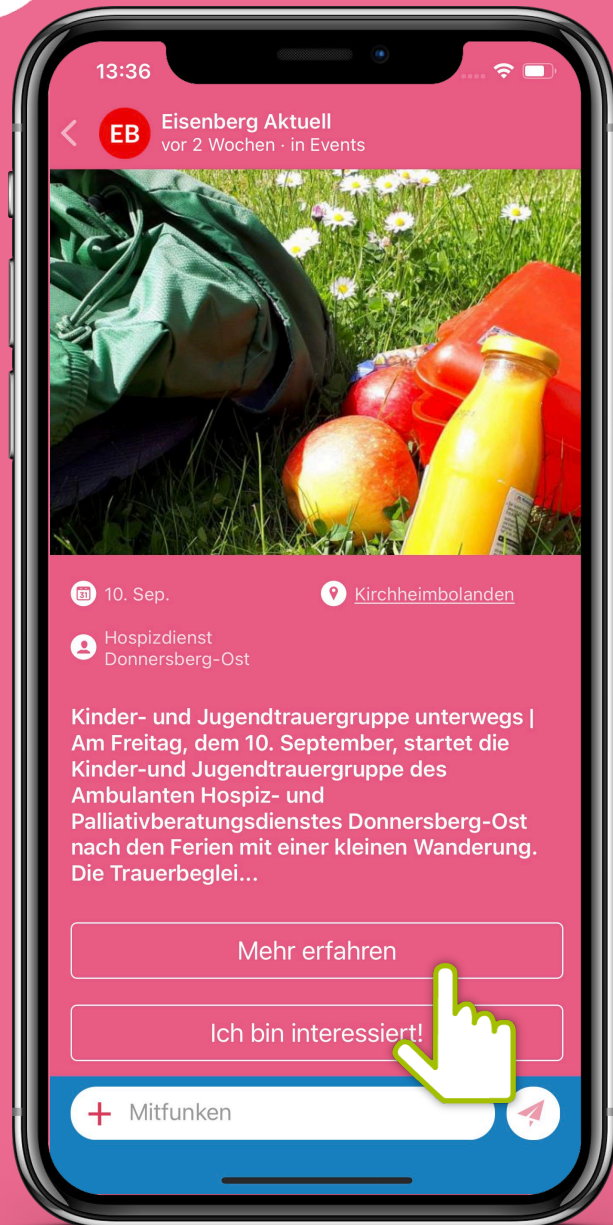 13:36
EB
Eisenberg Aktuell
vor 2 Wochen · in Events
31
10. Sep.
Kirchheimbolanden
Hospizdienst
Donnersberg-Ost
Kinder- und Jugendtrauergruppe unterwegs |
Am Freitag, dem 10. September, startet die
Kinder-und Jugendtrauergruppe des
Ambulanten Hospiz- und
Palliativberatungsdienstes Donnersberg-Ost
nach den Ferien mit einer kleinen Wanderung.
Die Trauerbeglei...
Mehr erfahren
Ich bin interessiert!
+ Mitfunken